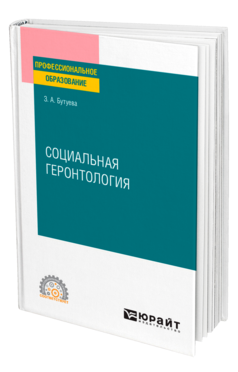 ПРОФЕССИОНАЛЬНОЕ
ОБРАЗОВАНИЕ
З. А. Бутуева
СОЦИАЛЬНАЯ
ГЕРОНТОЛОГИЯ
юрайт